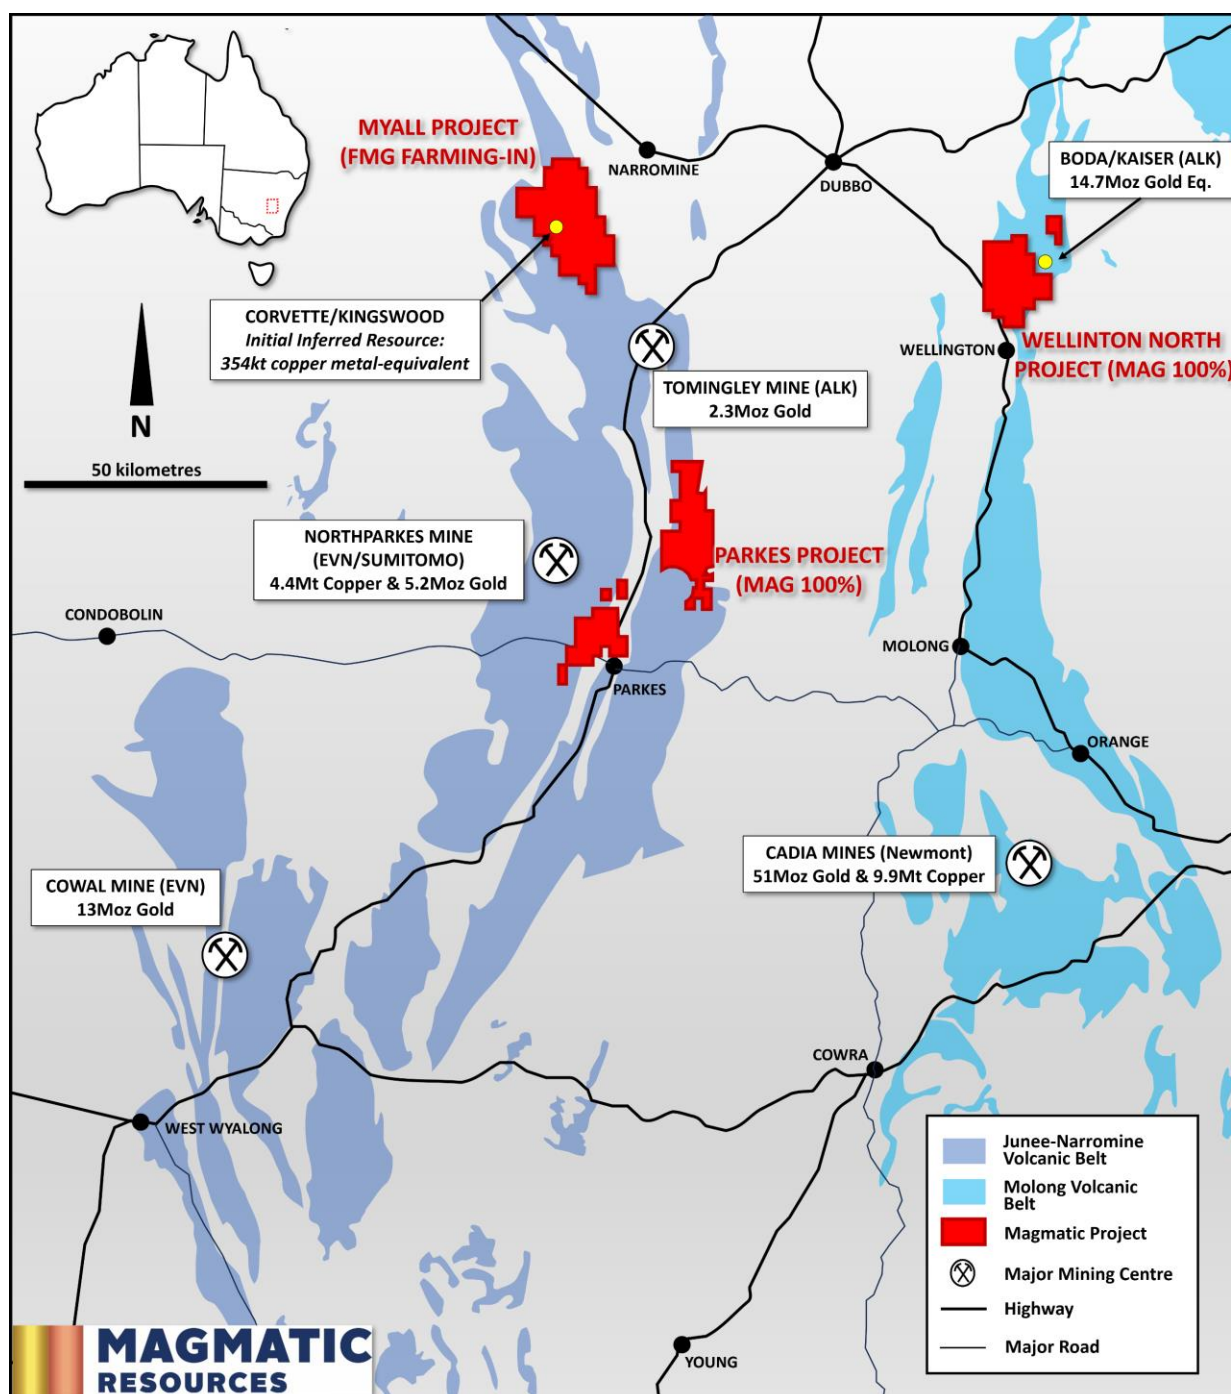 MYALL PROJECT
(FMG FARMING-IN)
NARROMINE
DUBBO
BODA/KAISER (ALK)
14.7Moz Gold Eq.
CORVETTE/KINGSWOOD
Initial Inferred Resource:
354kt copper metal-equivalent
WELLINGTON
WELLINTON NORTH
PROJECT (MAG 100%)
TOMINGLEY MINE (ALK)
2.3Moz Gold
N
50 kilometres
NORTHPARKES MINE
(EVN/SUMITOMO)
4.4Mt Copper & 5.2Moz Gold
PARKES PROJECT
(MAG 100%)
CONDOBOLIN
PARKES
MOLONG
ORANGE
CADIA MINES (Newmont)
51Moz Gold & 9.9Mt Copper
COWAL MINE (EVN)
13Moz Gold
COWRA
WEST WYALONG
YOUNG
Junee-Narromine
Volcanic Belt
Molong Volcanic
Belt
Magmatic Project
Major Mining Centre
Highway
Major Road
MAGMATIC
RESOURCES